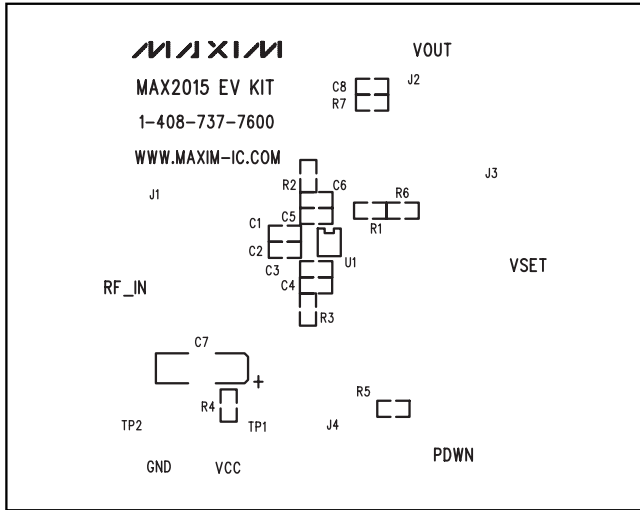 MAXIM
VOUT
MAX2015 EV KIT
C8
J2
R7
1-408-737-7600
WWW.MAXIM-IC.COM
J3
R2
C6
R6
J1
C5
C1
R1
C2
U1
C3
VSET
C4
RF_IN
R3
C7
+
R5
R4
TP2
TP1
J4
PDWN
GND
VCC